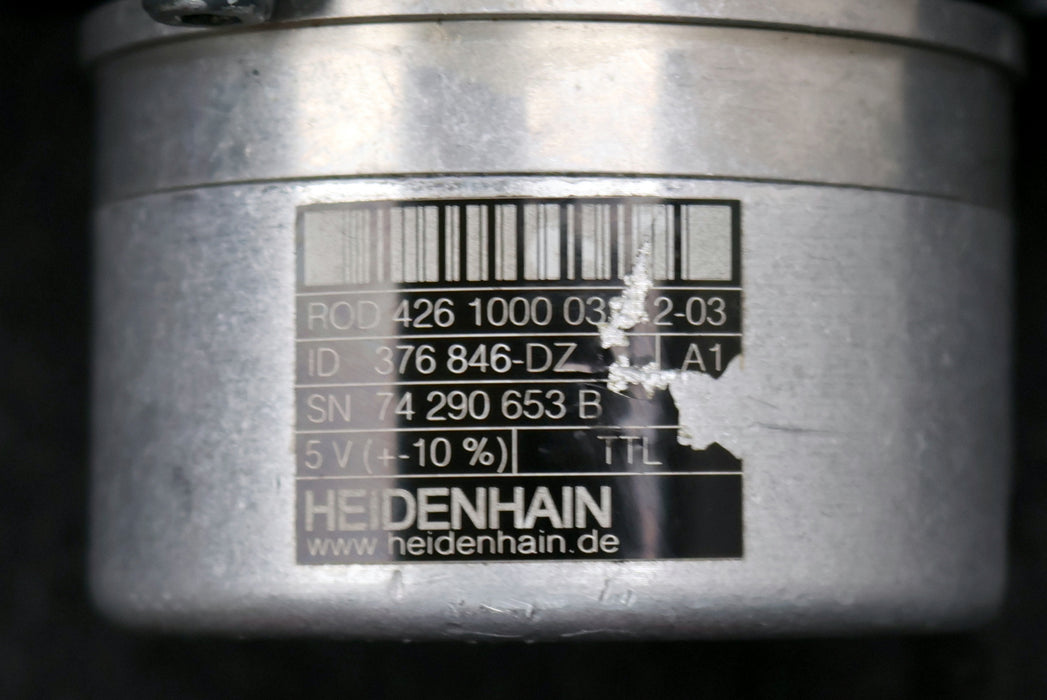 ROD 426 1000
ID 376 846-DZ A1
SN 74 290 653 B
5 V (+-10 %) TTL
HEIDENHAIN
www.heidenhain.de